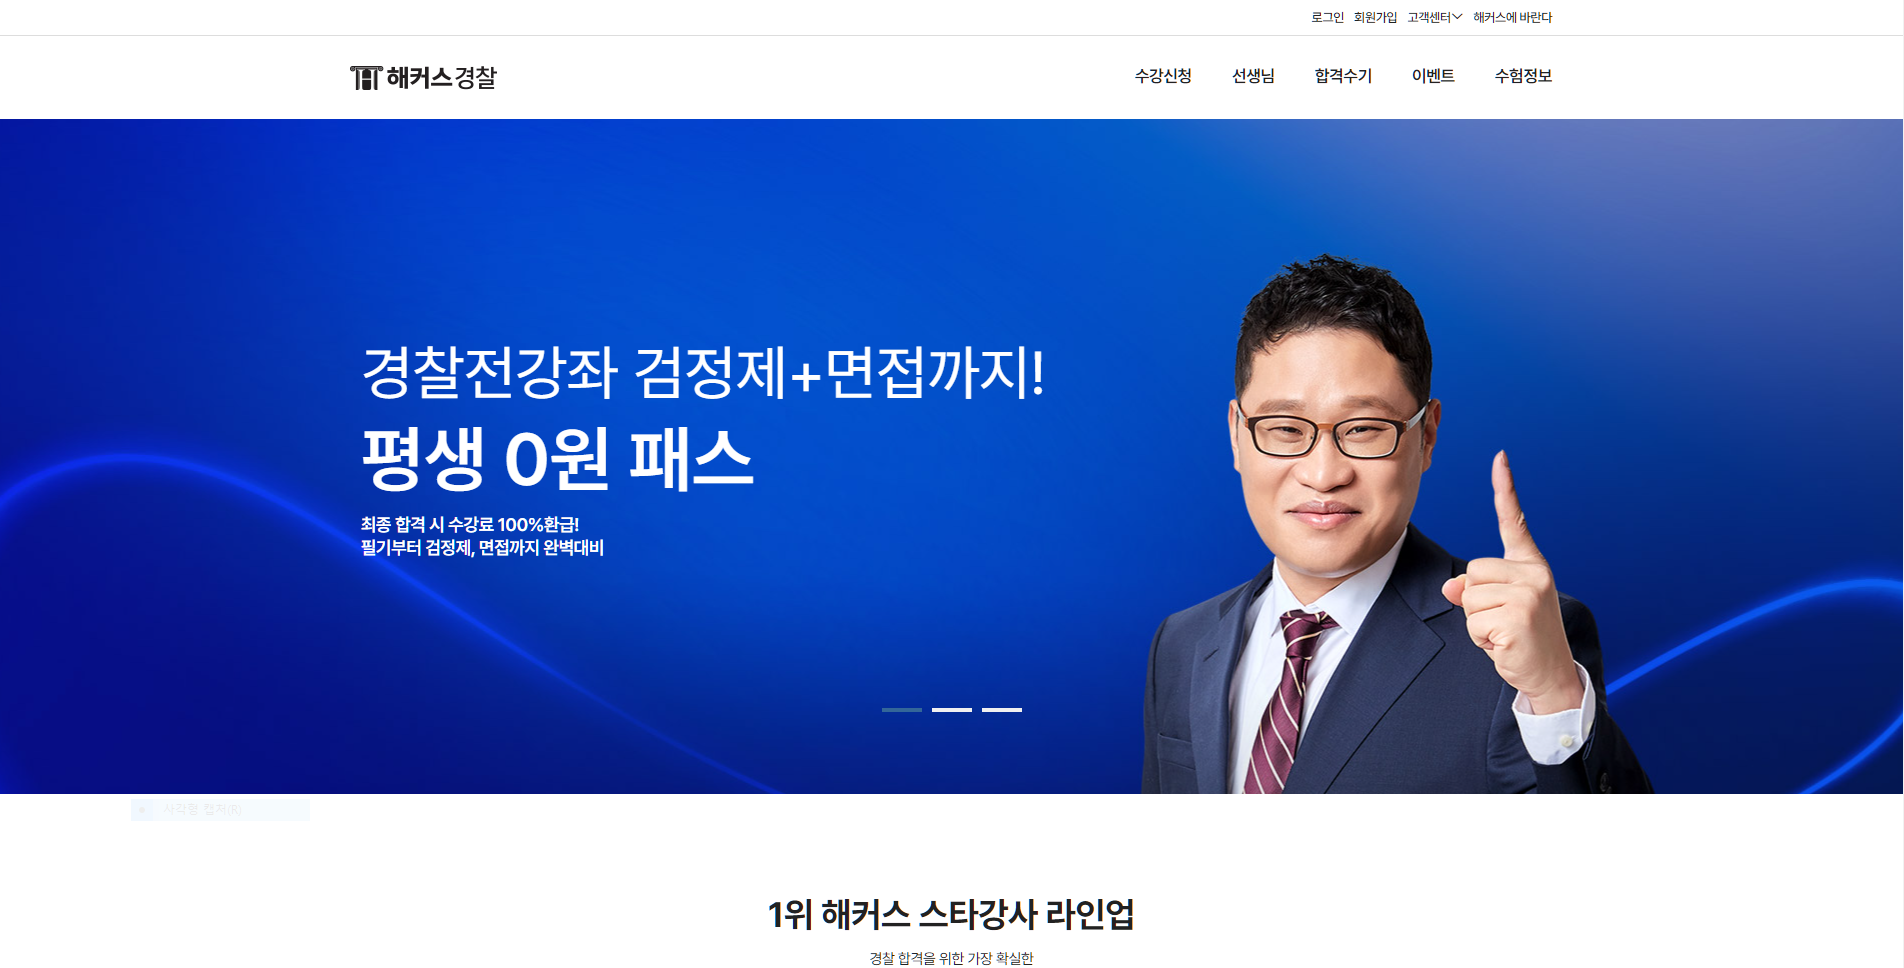 로그인 회원가입 고객센터 해커스에 바란다
해커스경찰
수강신청 선생님 합격수기 이벤트 수험정보
경찰전강좌 검정제+면접까지!
평생 0원 패스
최종 합격 시 수강료 100%환급!
필기부터 검정제, 면접까지 완벽대비
사각형 캡처(R)
1위 해커스 스타강사 라인업
경찰 합격을 위한 가장 확실한